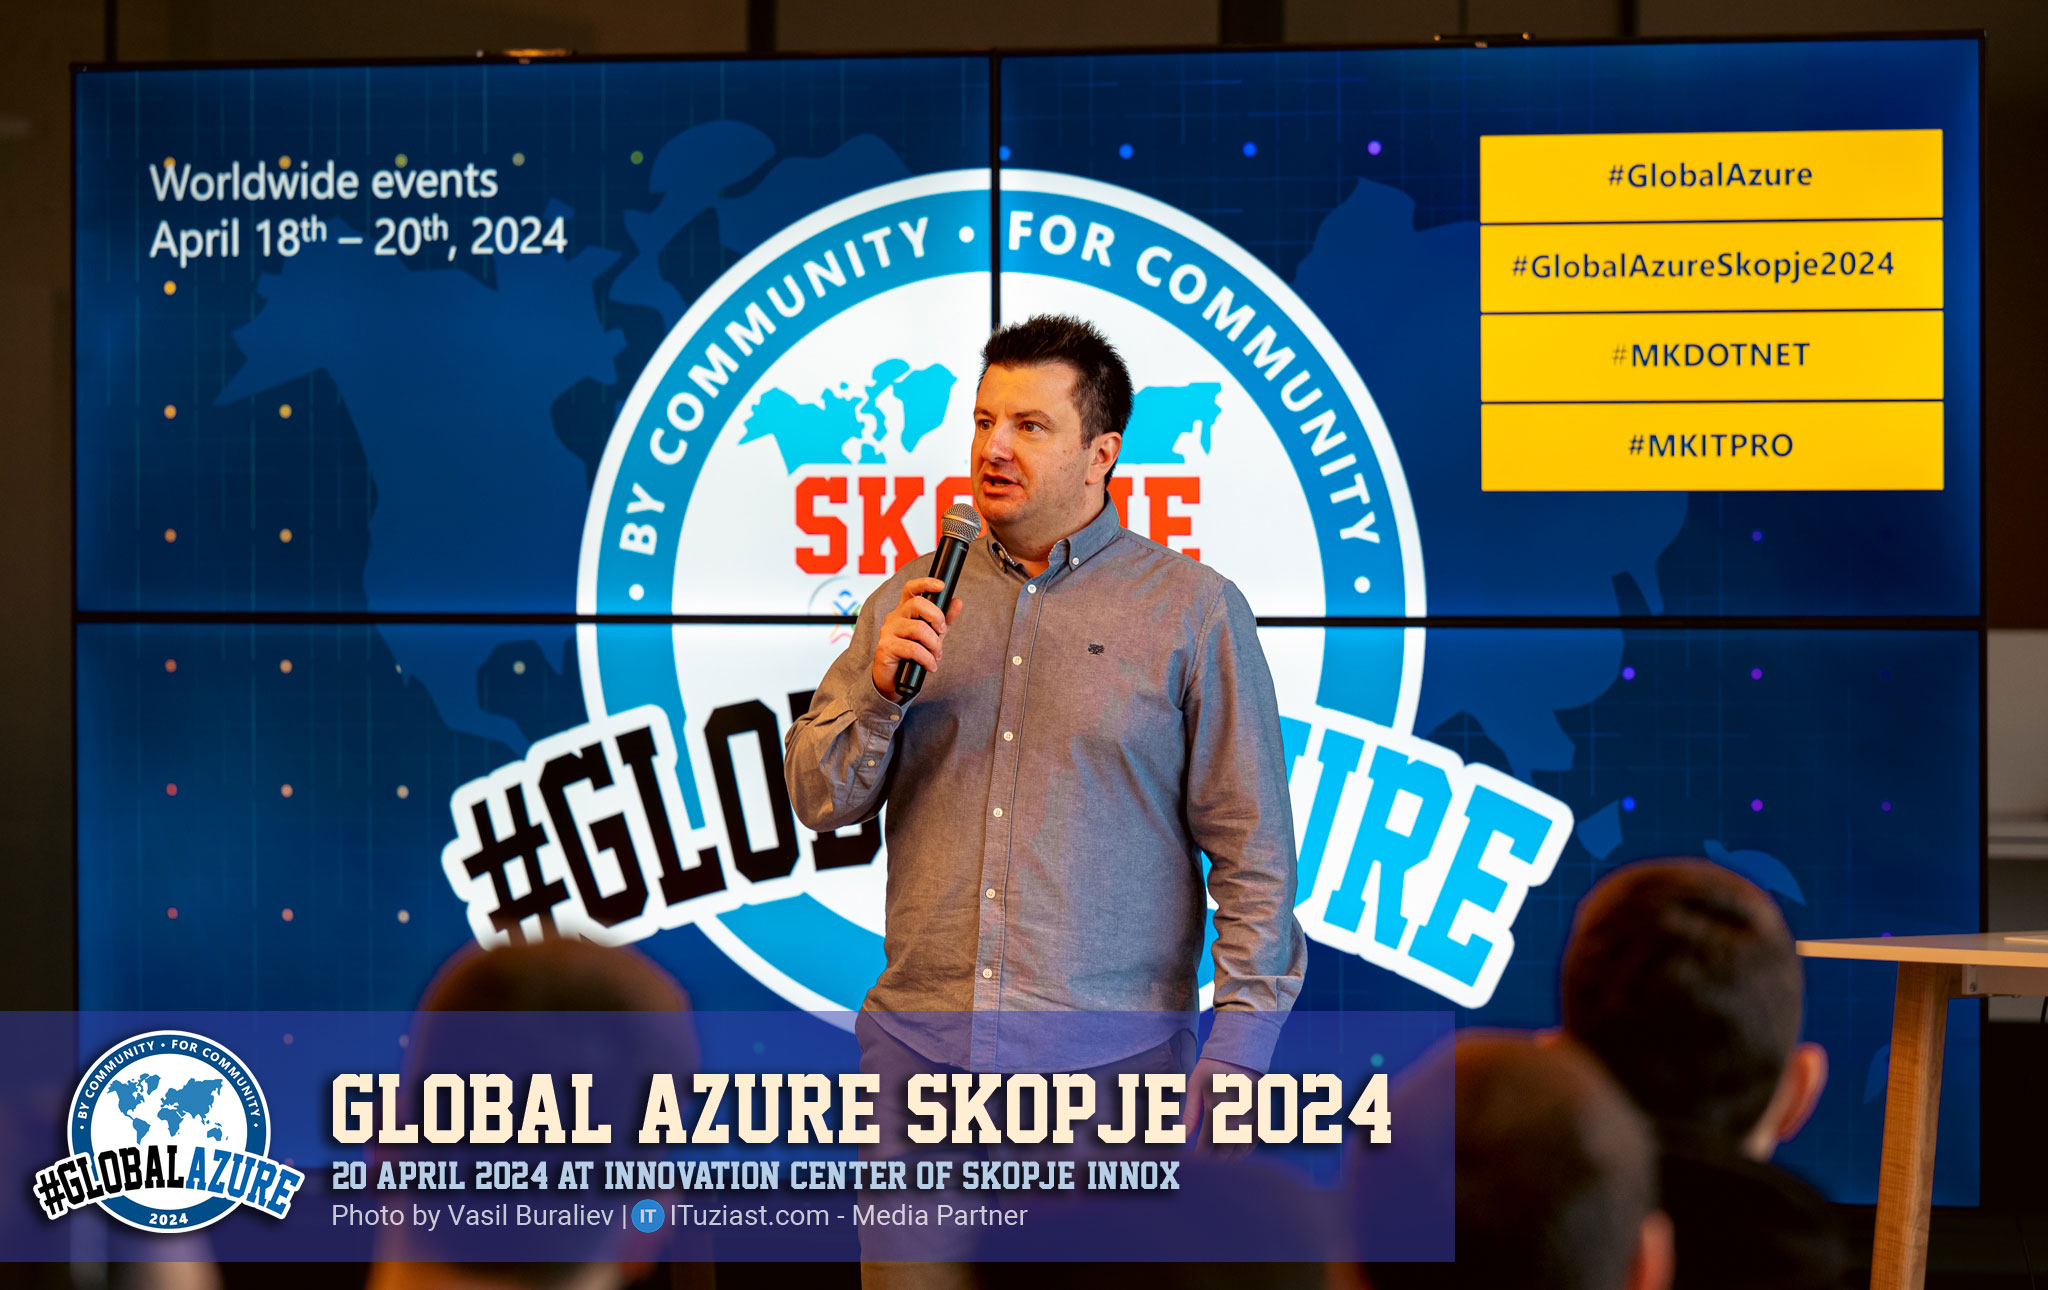 Worldwide events
April 18th – 20th, 2024
#GlobalAzure
#GlobalAzureSkopje2024
#MKDOTNET
#MKITPRO
• BY COMMUNITY • FOR COMMUNITY •
GLOBAL AZURE SKOPJE 2024
20 APRIL 2024 AT INNOVATION CENTER OF SKOPJE INNOX
Photo by Vasil Buraliev | IT ITuziast.com - Media Partner
• BY COMMUNITY • FOR COMMUNITY •
#GLOBALAZURE
2024